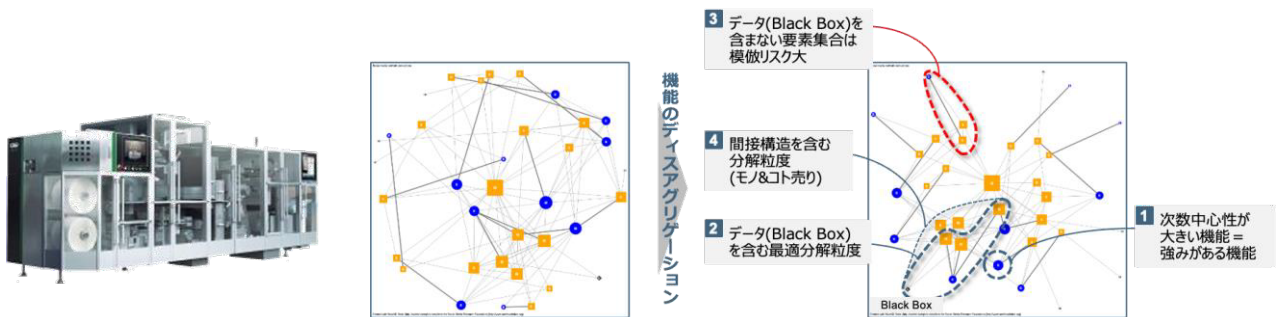 機能のディスアグリゲーション
3 データ(Black Box)を
含まない要素集合は
模倣リスク大
4 間接構造を含む
分解粒度
(モノ&コト売り)
2 データ(Black Box)
を含む最適分解粒度
Black Box
1 次数中心性が
大きい機能 =
強みがある機能